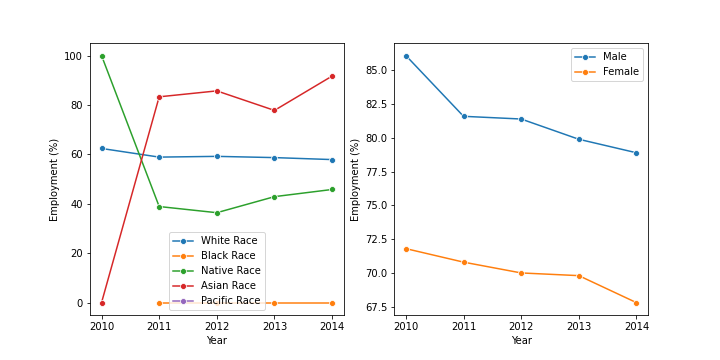 100
80
60
40
20
0
Employment (%)
2010
2011
2012
2013
2014
Year
White Race
Black Race
Native Race
Asian Race
Pacific Race
85.0
82.5
80.0
77.5
75.0
72.5
70.0
67.5
Employment (%)
2010
2011
2012
2013
2014
Year
Male
Female